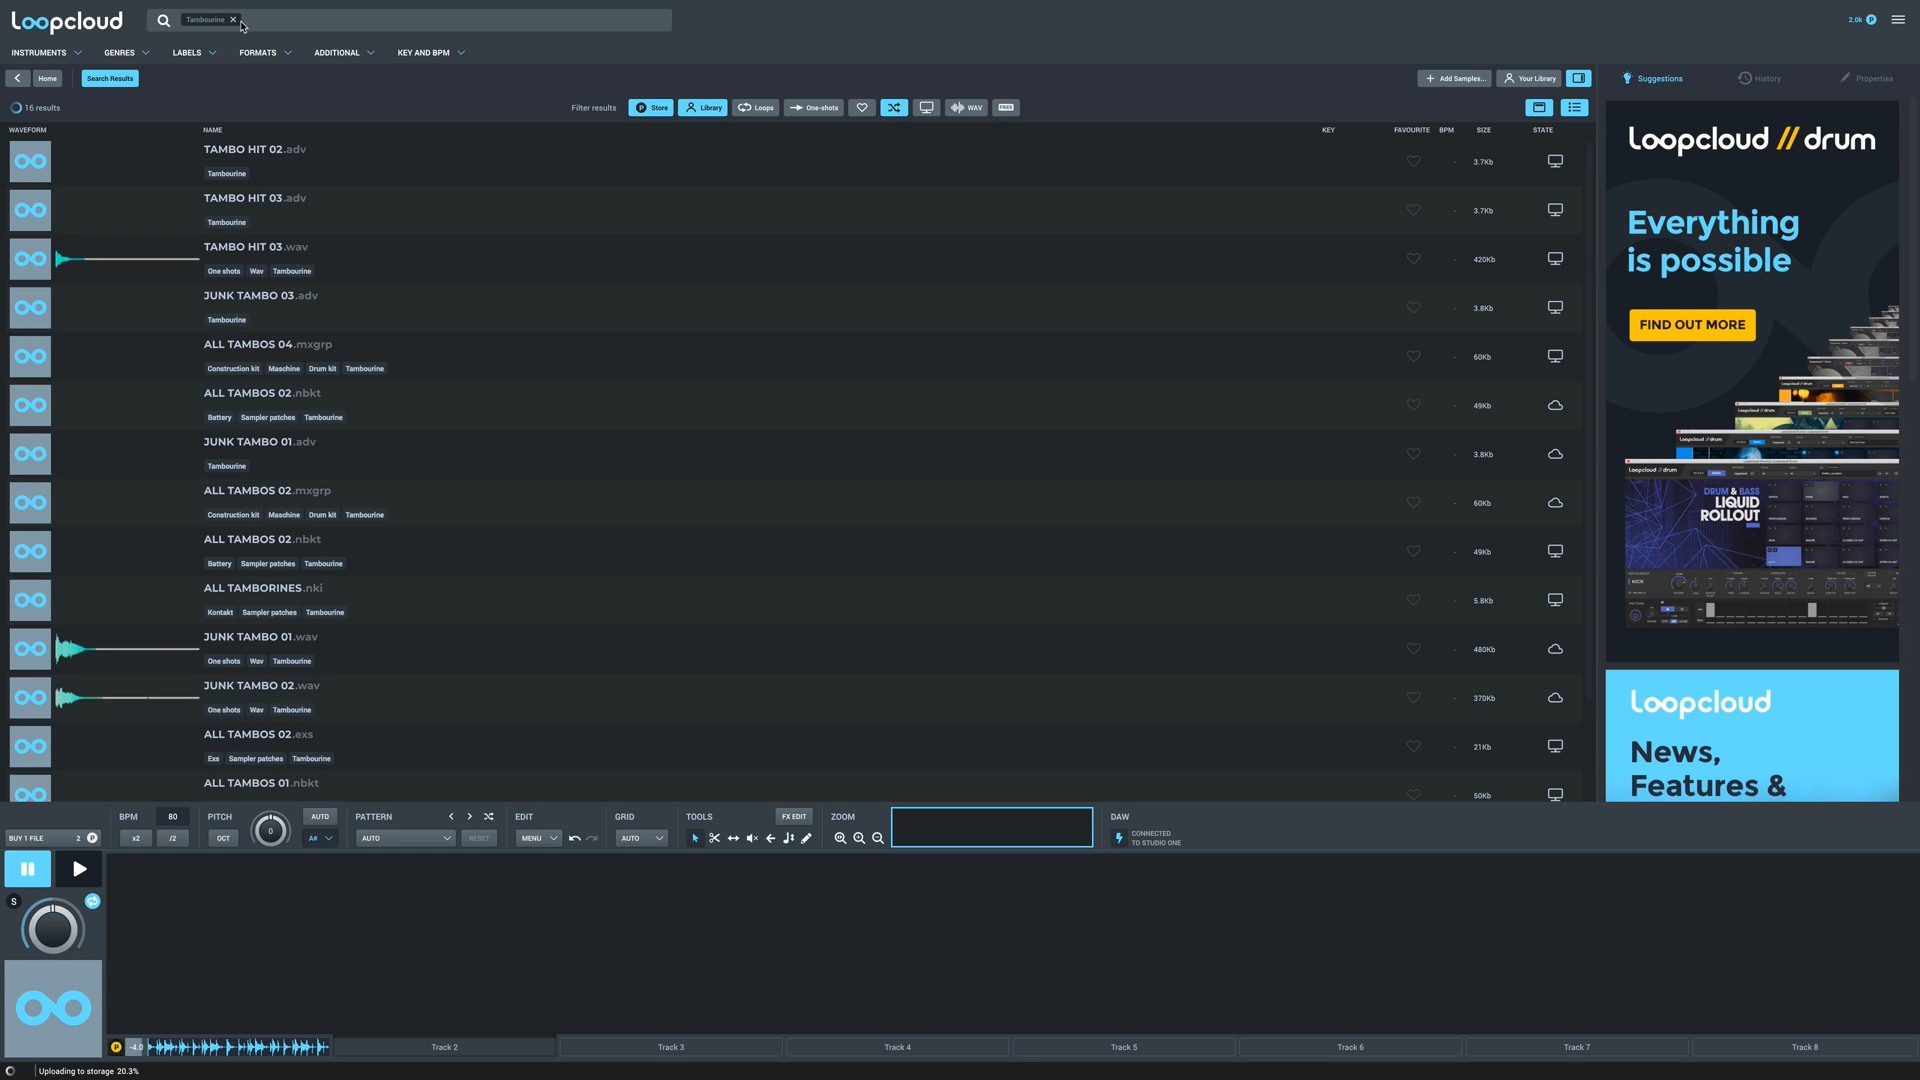 Loopcloud
Tambourine
2.0k P
INSTRUMENTS
GENRES
LABELS
FORMATS
ADDITIONAL
KEY AND BPM
Home
Search Results
Add Samples...
Your Library
Suggestions
History
Properties
16 results
Filter results
P Store
Library
Loops
One-shots
WAV
FREE
WAVEFORM
NAME
KEY
FAVOURITE
BPM
SIZE
STATE
TAMBO HIT 02.adv
Tambourine
- 3.7Kb
TAMBO HIT 03.adv
Tambourine
- 3.7Kb
TAMBO HIT 03.wav
One shots Wav Tambourine
- 420Kb
JUNK TAMBO 03.adv
Tambourine
- 3.8Kb
ALL TAMBOS 04.mxgrp
Construction kit Maschine Drum kit Tambourine
- 60Kb
ALL TAMBOS 02.nbkt
Battery Sampler patches Tambourine
- 49Kb
JUNK TAMBO 01.adv
Tambourine
- 3.8Kb
ALL TAMBOS 02.mxgrp
Construction kit Maschine Drum kit Tambourine
- 60Kb
ALL TAMBOS 02.nbkt
Battery Sampler patches Tambourine
- 49Kb
ALL TAMBORINES.nki
Kontakt Sampler patches Tambourine
- 5.8Kb
JUNK TAMBO 01.wav
One shots Wav Tambourine
- 480Kb
JUNK TAMBO 02.wav
One shots Wav Tambourine
- 370Kb
ALL TAMBOS 02.exs
Exs Sampler patches Tambourine
- 21Kb
ALL TAMBOS 01.nbkt
- 50Kb
Loopcloud // drum
Everything
is possible
FIND OUT MORE
Loopcloud // drum
DRUM & BASS
LIQUID
ROLLOUT
KICK
Loopcloud
News,
Features &
BUY 1 FILE 2 P
BPM 80
x2 /2
PITCH
OCT
0
AUTO
A#
PATTERN
AUTO
RESET
EDIT
MENU
GRID
AUTO
TOOLS
FX EDIT
ZOOM
DAW
CONNECTED
TO STUDIO ONE
S
P -4.0
Track 2
Track 3
Track 4
Track 5
Track 6
Track 7
Track 8
Uploading to storage 20.3%